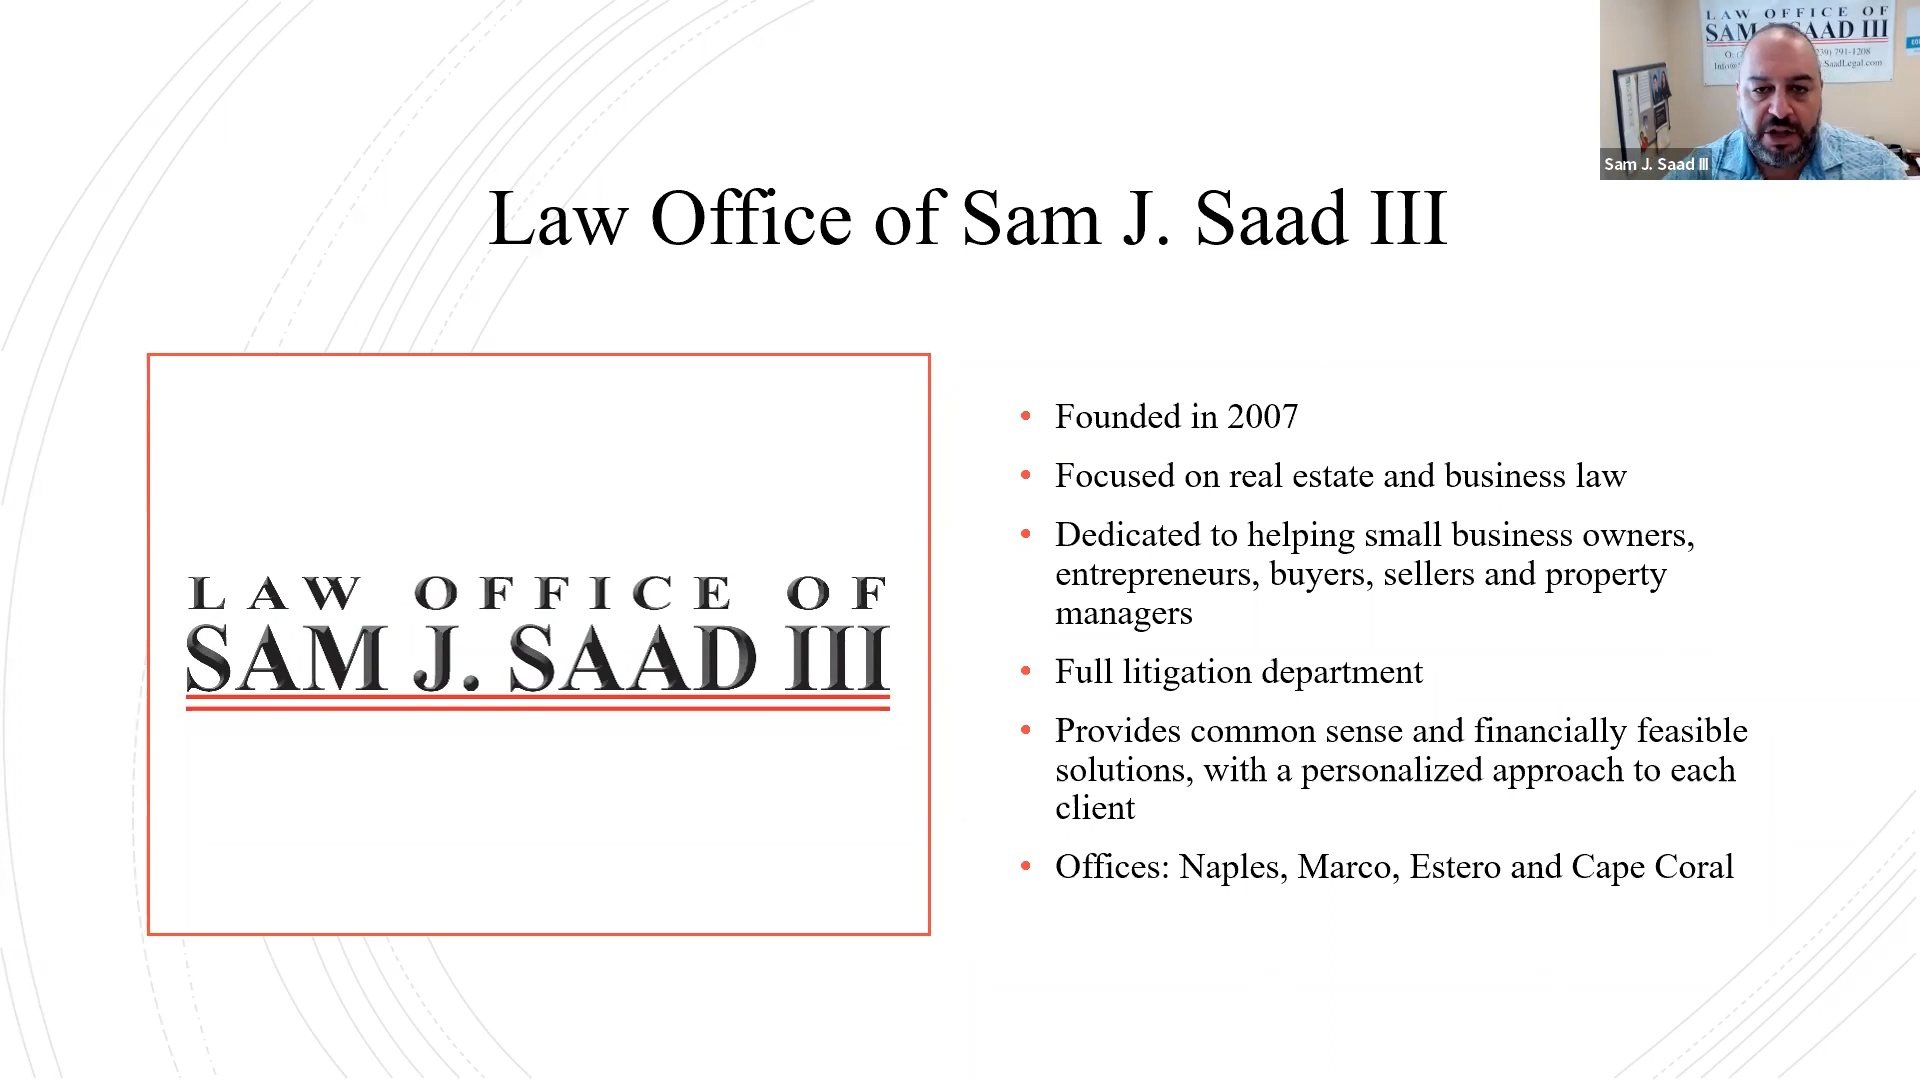 LAW OFFICE OF
SAM J. SAAD III
791-1208
SaadLegal.com
Sam J. Saad III
Law Office of Sam J. Saad III
LAW OFFICE OF
SAM J. SAAD III
• Founded in 2007
• Focused on real estate and business law
• Dedicated to helping small business owners,
entrepreneurs, buyers, sellers and property
managers
• Full litigation department
• Provides common sense and financially feasible
solutions, with a personalized approach to each
client
• Offices: Naples, Marco, Estero and Cape Coral